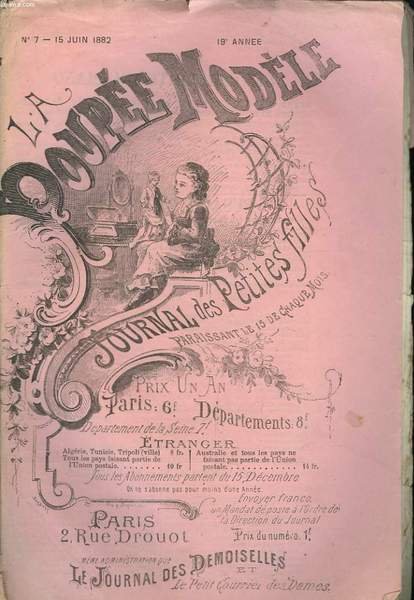 N° 7 — 15 JUIN 1882
19e ANNÉE
LA
POUPÉE MODÈLE
JOURNAL des Petites filles
PARAISSANT LE 15 DE CHAQUE MOIS.
PRIX UN AN
Paris. 6f. Départements. 8f.
Département de la Seine 7f.
ÉTRANGER
Algérie, Tunisie, Tripoli (ville) 8 fr.
Tous les pays faisant partie de
l'Union postale. . . . . . . . . . 10 fr
Australie et tous les pays ne
faisant pas partie de l'Union
postale. . . . . . . . . . . . 14 fr.
Tous les Abonnements partent du 15 Décembre
On ne s'abonne pas pour moins d'une Année
Envoyer franco
un Mandat de poste à l'Ordre de
la Direction du Journal
PARIS
2, Rue Drouot
Prix du numéro. 1f.
MÊME ADMINISTRATION QUE
LE JOURNAL DES DEMOISELLES
ET
Le Petit Courrier des Dames.